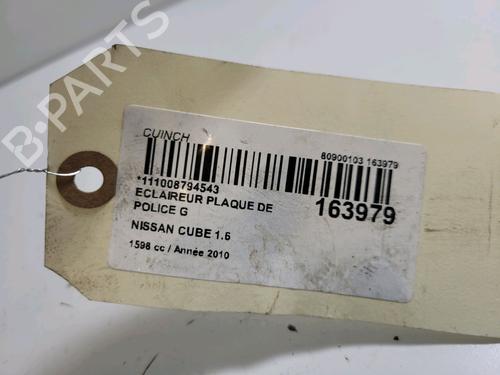 B-PARTS
CUINCH
80900103 163979
*111008794543
ECLAIREUR PLAQUE DE
POLICE G
163979
NISSAN CUBE 1.6
1598 cc / Année 2010